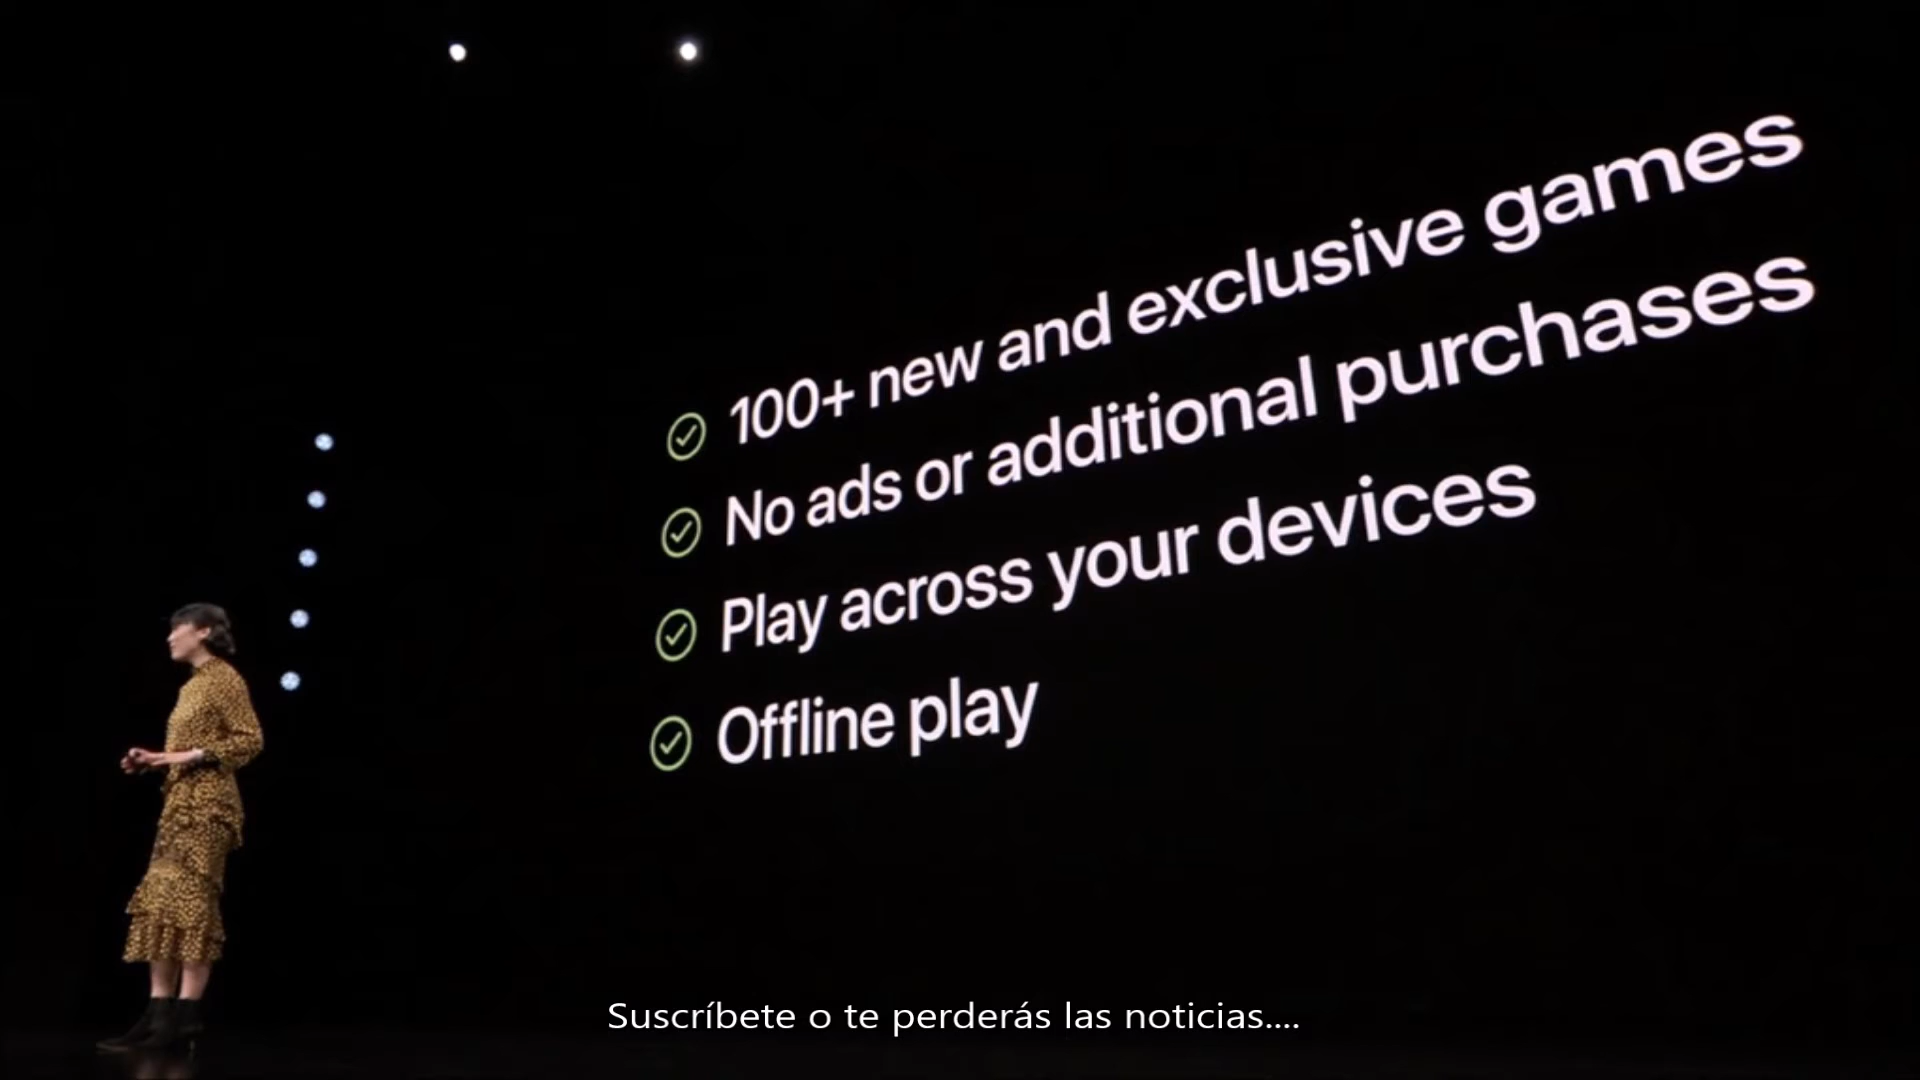 100+ new and exclusive games
No ads or additional purchases
Play across your devices
Offline play
Suscríbete o te perderás las noticias....